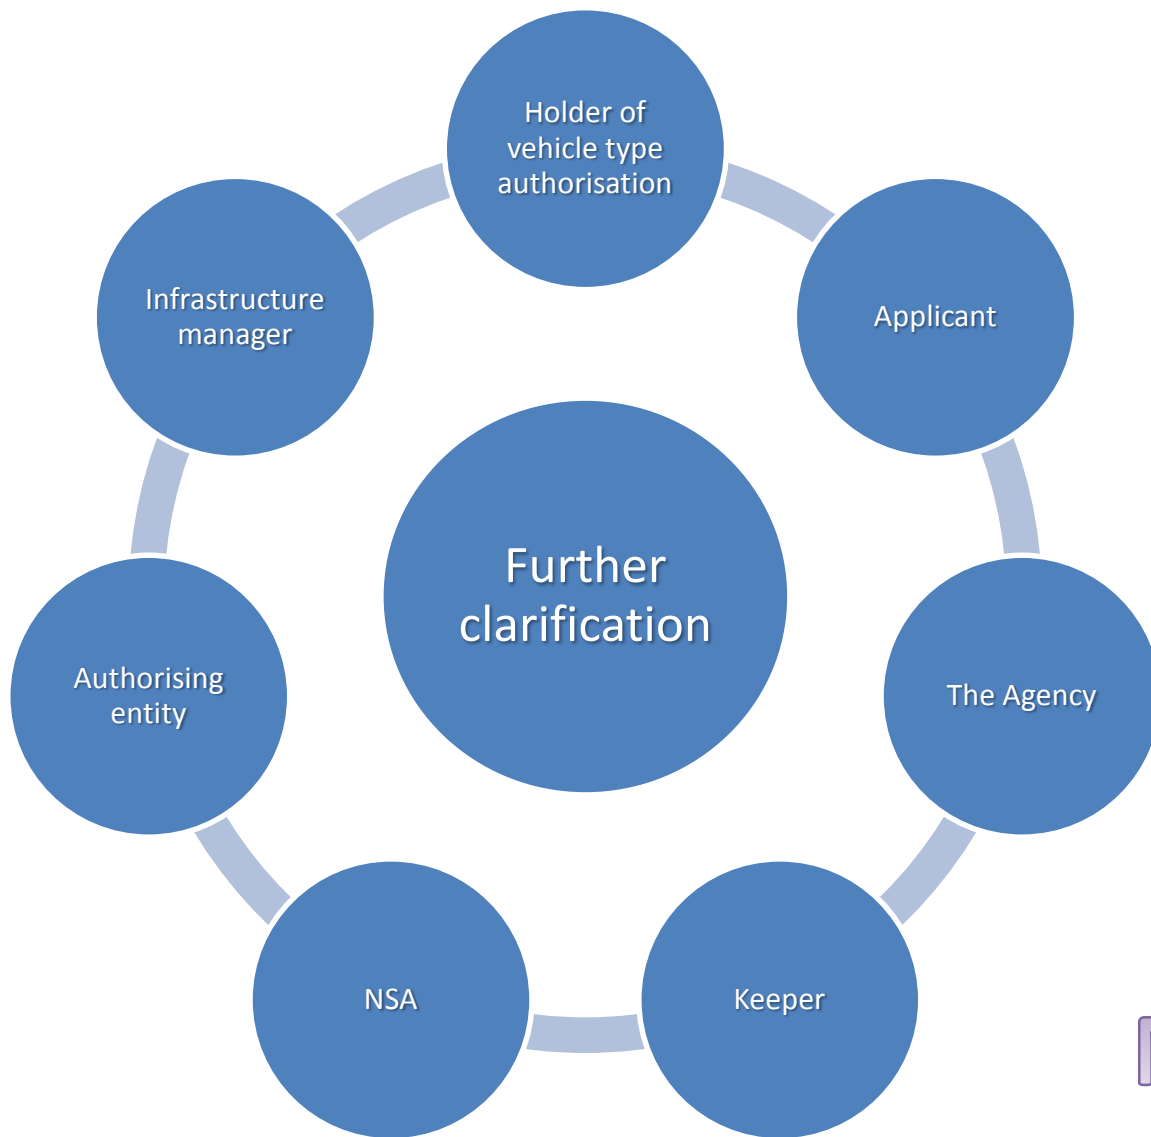 Holder of
vehicle type
authorisation
Applicant
The Agency
Keeper
NSA
Authorising
entity
Infrastructure
manager
Further
clarification